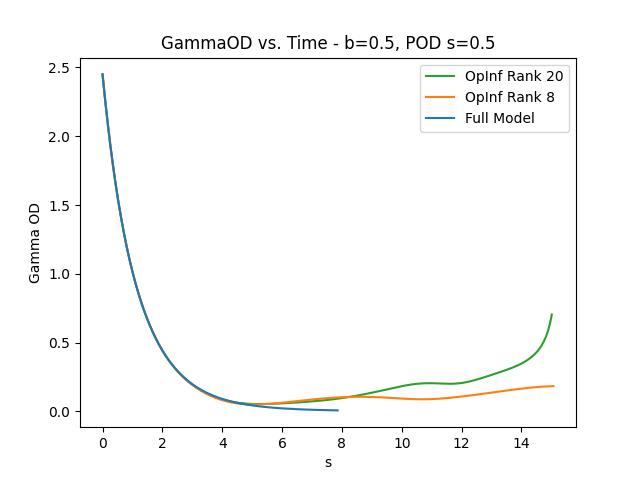 GammaOD vs. Time - b=0.5, POD s=0.5
OpInf Rank 20
OpInf Rank 8
Full Model
Gamma OD
2.5
2.0
1.5
1.0
0.5
0.0
0 2 4 6 8 10 12 14
s